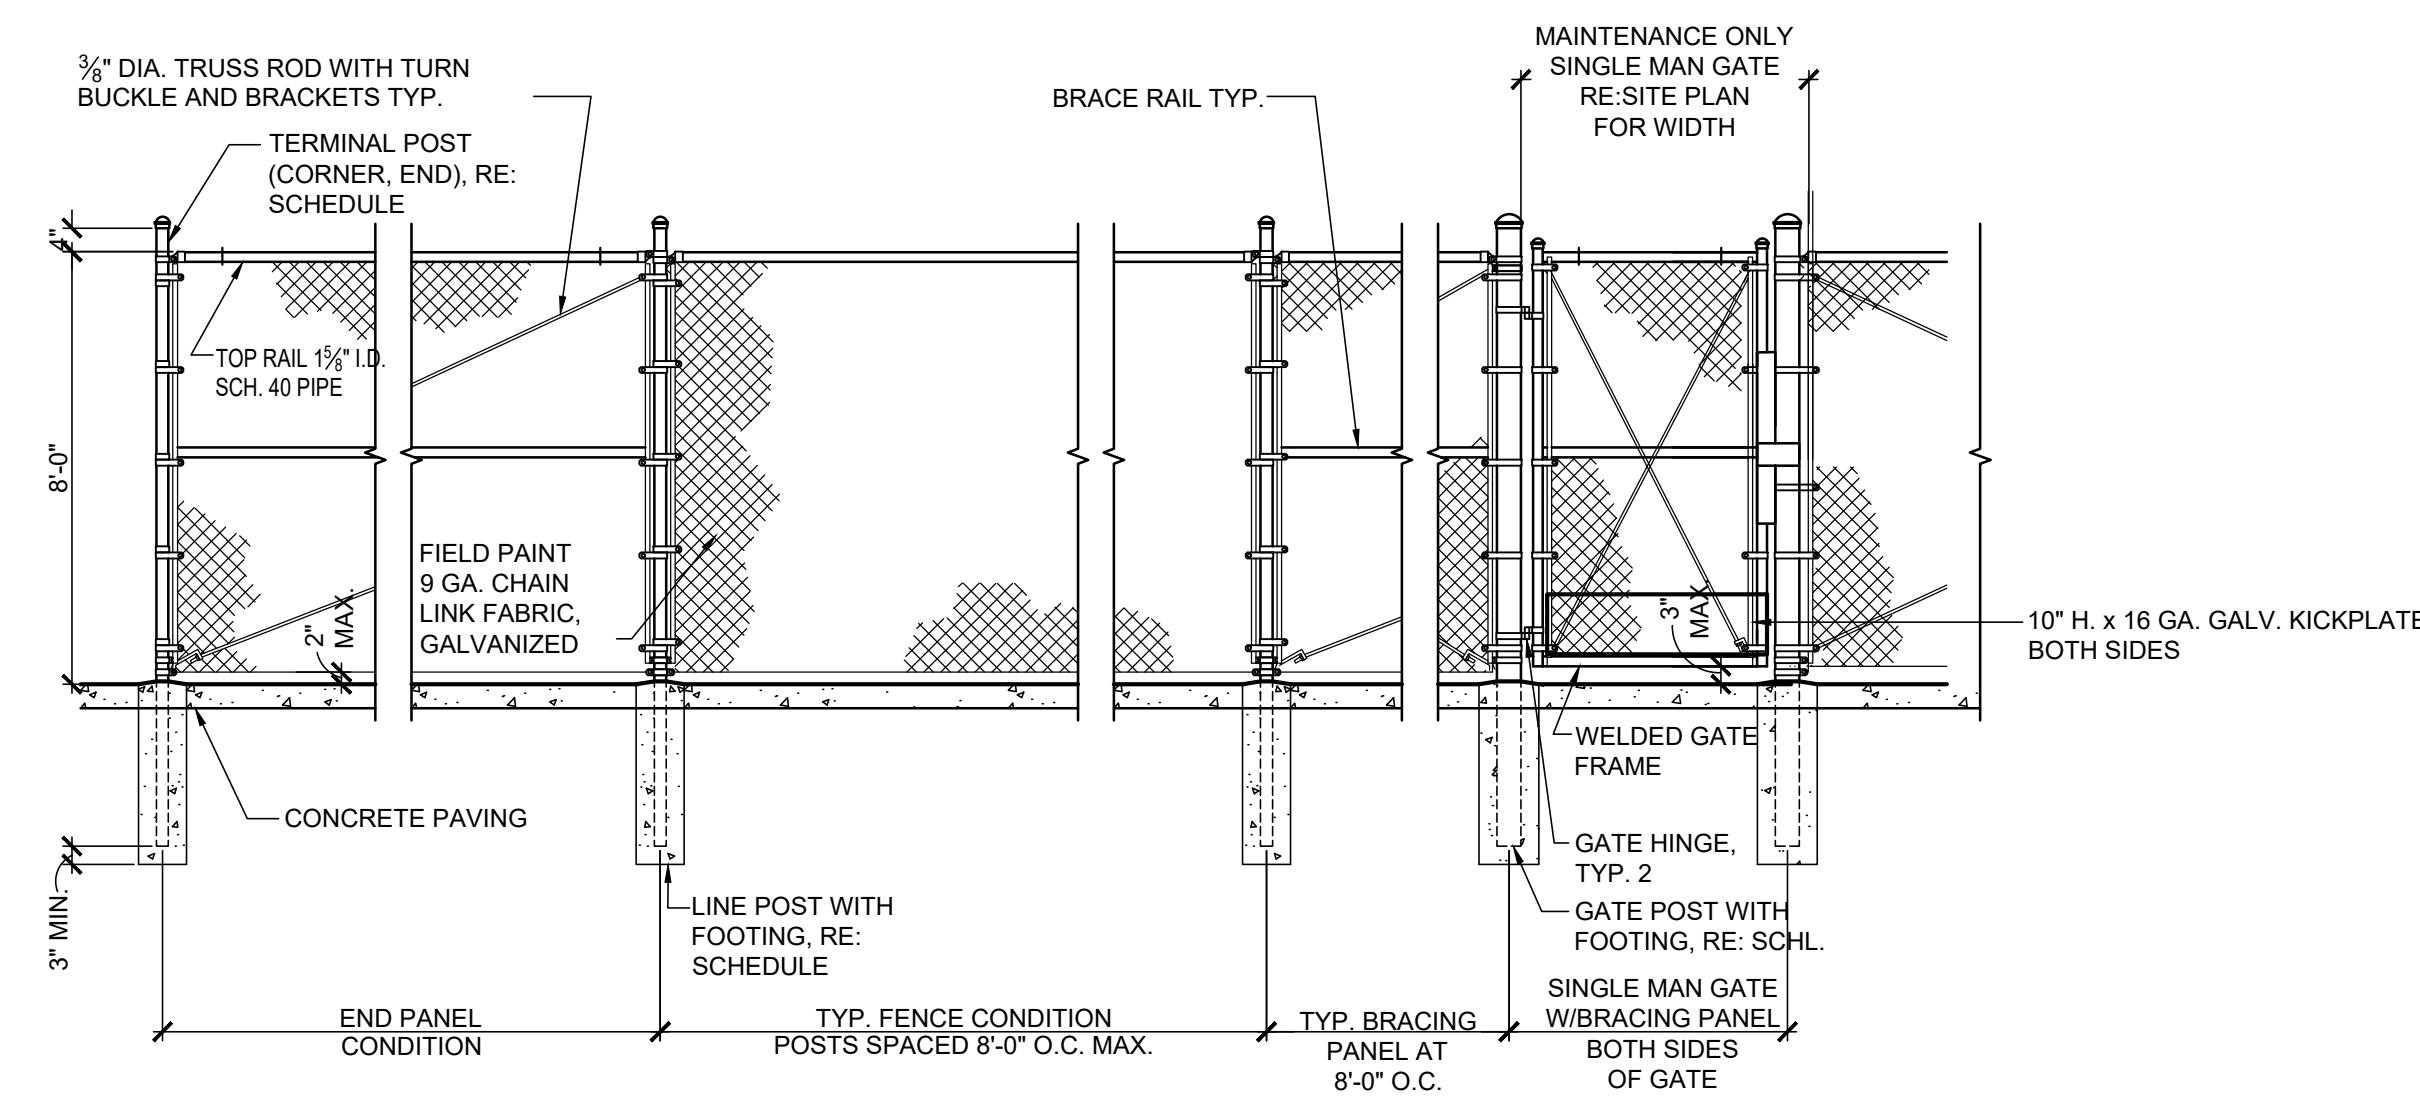 MAINTENANCE ONLY
SINGLE MAN GATE
RE:SITE PLAN
FOR WIDTH
⅜" DIA. TRUSS ROD WITH TURN
BUCKLE AND BRACKETS TYP.
BRACE RAIL TYP.
TERMINAL POST
(CORNER, END), RE:
SCHEDULE
4"
TOP RAIL 1⅝" I.D.
SCH. 40 PIPE
8'-0"
FIELD PAINT
9 GA. CHAIN
LINK FABRIC,
GALVANIZED
2"
MAX.
3"
MAX.
10" H. x 16 GA. GALV. KICKPLATE
BOTH SIDES
WELDED GATE
FRAME
CONCRETE PAVING
GATE HINGE,
TYP. 2
3" MIN.
LINE POST WITH
FOOTING, RE:
SCHEDULE
GATE POST WITH
FOOTING, RE: SCHL.
END PANEL
CONDITION
TYP. FENCE CONDITION
POSTS SPACED 8'-0" O.C. MAX.
TYP. BRACING
PANEL AT
8'-0" O.C.
SINGLE MAN GATE
W/BRACING PANEL
BOTH SIDES
OF GATE